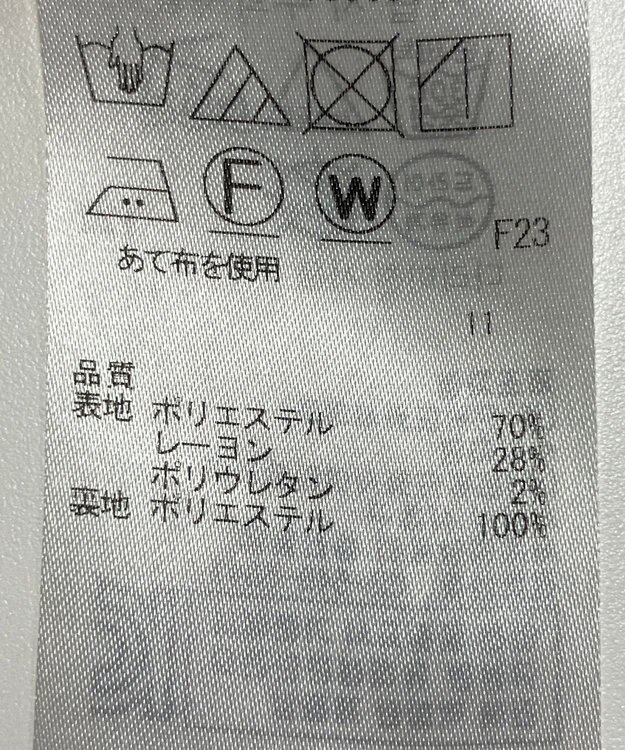 F W
F23
あて布を使用
11
品質
表地 ポリエステル 70%
レーヨン 28%
ポリウレタン 2%
裏地 ポリエステル 100%